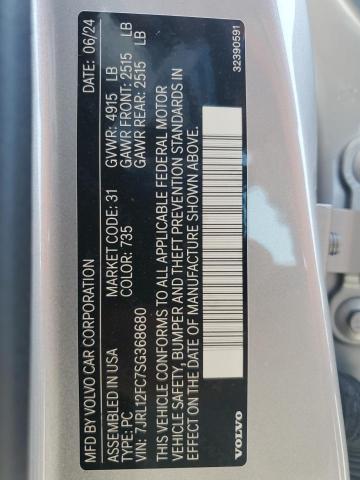 MFD BY VOLVO CAR CORPORATION DATE: 06/24
ASSEMBLED IN USA MARKET CODE: 31 GVWR: 4915 LB
TYPE: PC COLOR: 735 GAWR FRONT: 2515 LB
VIN: 7JRL12FC7SG368680 GAWR REAR: 2515 LB
THIS VEHICLE CONFORMS TO ALL APPLICABLE FEDERAL MOTOR
VEHICLE SAFETY, BUMPER AND THEFT PREVENTION STANDARDS IN
EFFECT ON THE DATE OF MANUFACTURE SHOWN ABOVE.
VOLVO 32390591